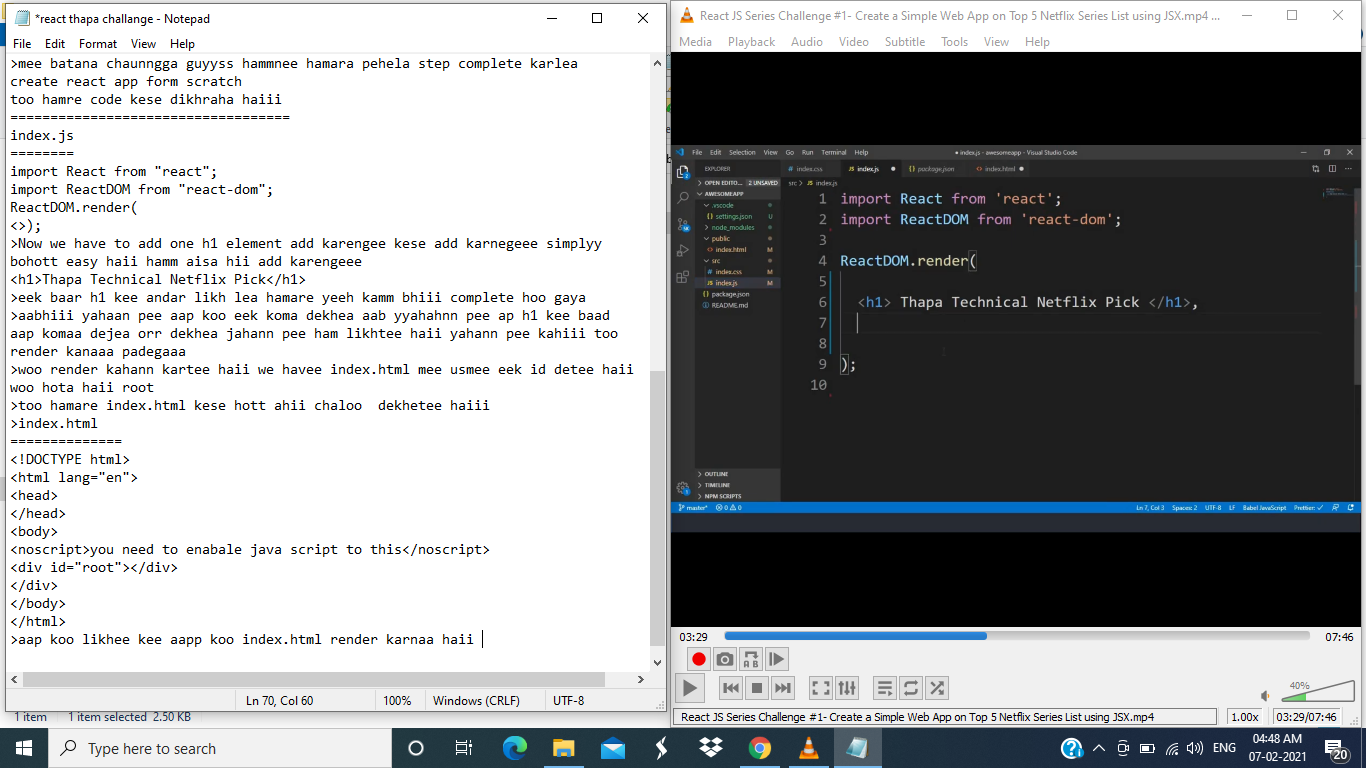 *react thapa challange - Notepad
File Edit Format View Help
>mee batana chaunngga guyyss hammnee hamara pehela step complete karlea
create react app form scratch
too hamre code kese dikhraha haiii
===================================
index.js
========
import React from "react";
import ReactDOM from "react-dom";
ReactDOM.render(
<>);
>Now we have to add one h1 element add karengee kese add karnegeee simplyy
bohott easy haii hamm aisa hii add karengeee
<h1>Thapa Technical Netflix Pick</h1>
>eek baar h1 kee andar likh lea hamare yeeh kamm bhiii complete hoo gaya
>aabhiii yahaan pee aap koo eek koma dekhea aab yyahahnn pee ap h1 kee baad
aap komaa dejea orr dekhea jahann pee ham likhtee haii yahann pee kahiii too
render kanaaa padegaaa
>woo render kahann kartee haii we havee index.html mee usmee eek id detee haii
woo hota haii root
>too hamare index.html kese hott ahii chaloo  dekhetee haiii
>index.html
==============
<!DOCTYPE html>
<html lang="en">
<head>
</head>
<body>
<noscript>you need to enabale java script to this</noscript>
<div id="root"></div>
</div>
</body>
</html>
>aap koo likhee kee aapp koo index.html render karnaa haii
Ln 70, Col 60 100% Windows (CRLF) UTF-8
1 item 1 item selected 2.50 KB
React JS Series Challenge #1- Create a Simple Web App on Top 5 Netflix Series List using JSX.mp4 ...
Media Playback Audio Video Subtitle Tools View Help
File Edit Selection View Go Run Terminal Help
● index.js - awesomeapp - Visual Studio Code
EXPLORER
# index.css
JS index.js ●
{} package.json
<> index.html ●
OPEN EDITO... 2 UNSAVED
src > JS index.js
AWESOMEAPP
.vscode
{} settings.json U
node_modules
public
<> index.html M
src
# index.css M
JS index.js M
{} package.json
README.md
1 import React from 'react';
2 import ReactDOM from 'react-dom';
3
4 ReactDOM.render(
5
6 <h1> Thapa Technical Netflix Pick </h1>,
7
8
9 );
10
OUTLINE
TIMELINE
NPM SCRIPTS
master* 0 0 Ln 7, Col 3 Spaces: 2 UTF-8 LF Babel JavaScript Prettier: ✓
03:29 07:46
A B
40%
React JS Series Challenge #1- Create a Simple Web App on Top 5 Netflix Series List using JSX.mp4
1.00x 03:29/07:46
Type here to search
ENG
04:48 AM
07-02-2021
20